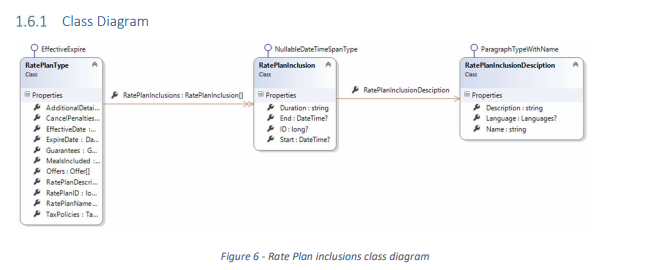 1.6.1 Class Diagram
EffectiveExpire
RatePlanType
Class
Properties
AdditionalDetai...
CancelPenalties...
EffectiveDate :...
ExpireDate : Da...
Guarantees : G...
MealsIncluded :...
Offers : Offer[]
RatePlanDescri...
RatePlanID : lo...
RatePlanName...
TaxPolicies : Ta...
RatePlanInclusions : RatePlanInclusion[]
NullableDateTimeSpanType
RatePlanInclusion
Class
Properties
Duration : string
End : DateTime?
ID : long?
Start : DateTime?
RatePlanInclusionDesciption
ParagraphTypeWithName
RatePlanInclusionDesciption
Class
Properties
Description : string
Language : Languages?
Name : string
Figure 6 - Rate Plan inclusions class diagram